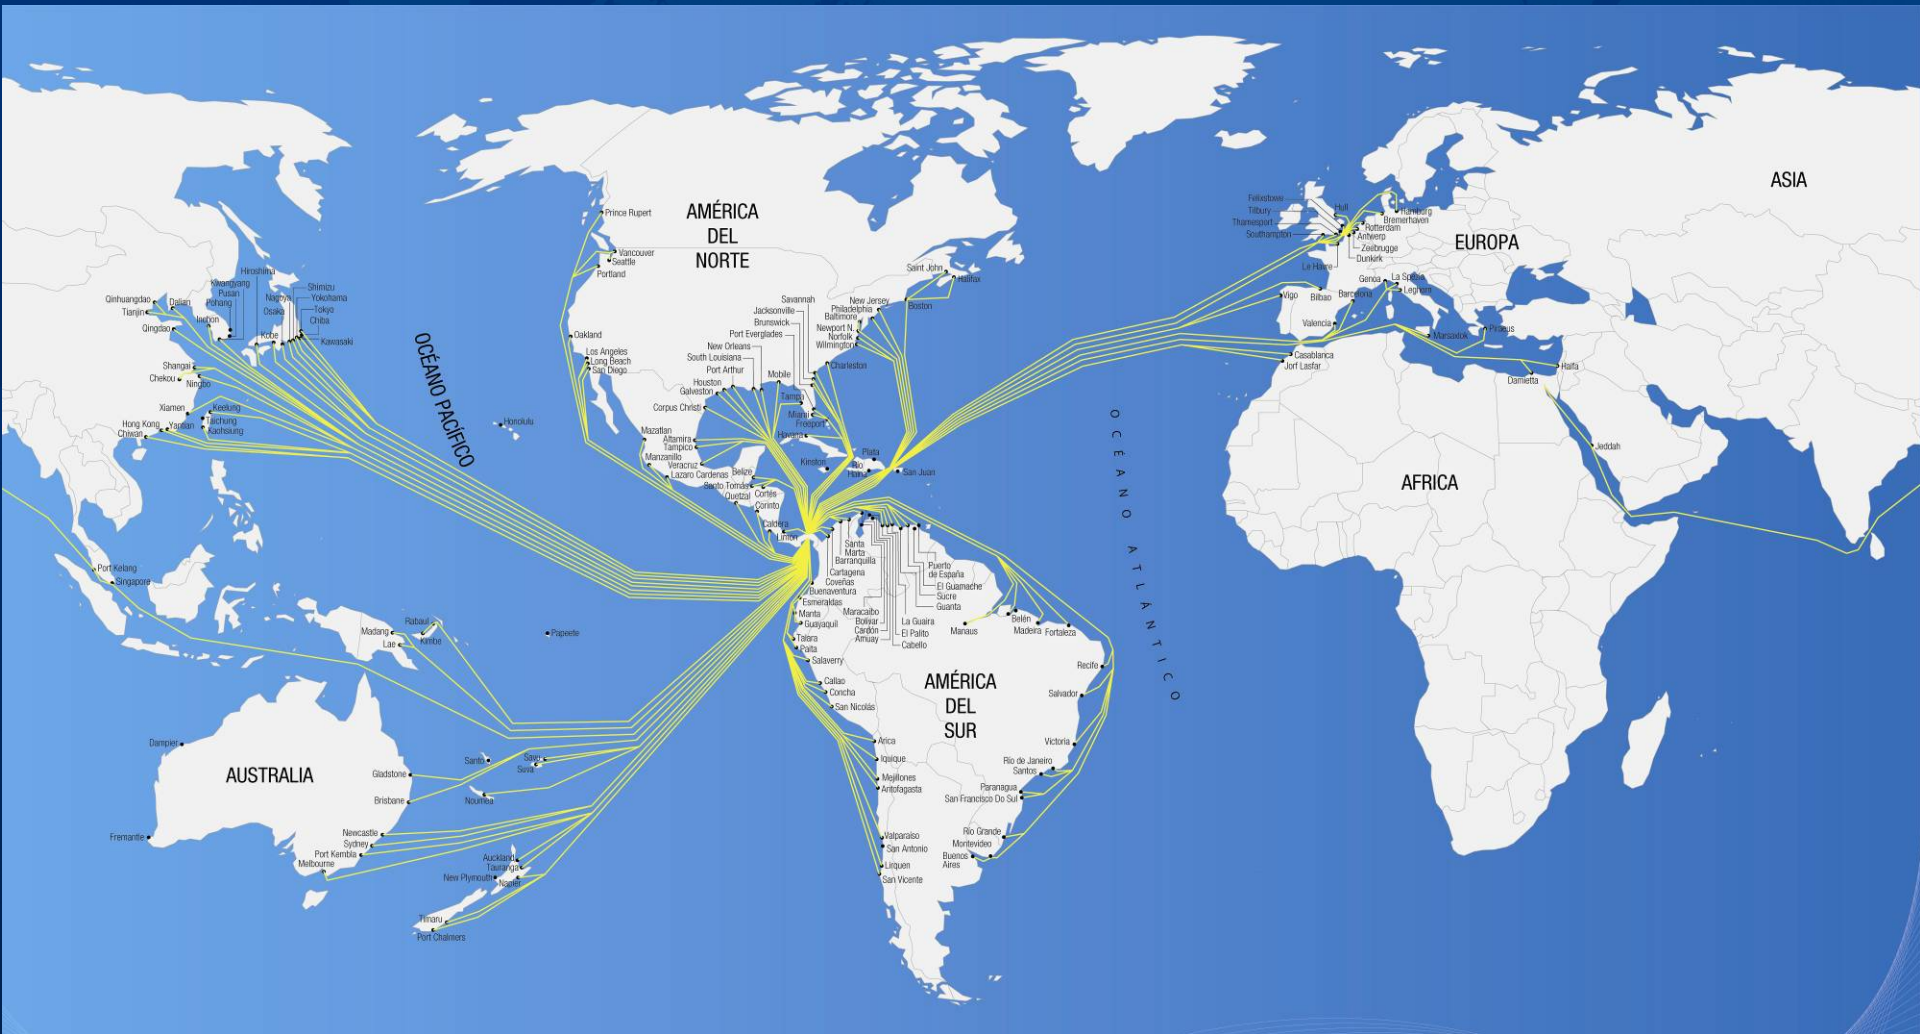 AMÉRICA
DEL
NORTE
ASIA
EUROPA
AFRICA
AMÉRICA
DEL
SUR
AUSTRALIA
OCÉANO PACÍFICO
OCÉANO ATLÁNTICO
Prince Rupert
Vancouver
Seattle
Portland
Oakland
Los Angeles
Long Beach
San Diego
Honolulu
Mazatlan
Manzanillo
Lazaro Cardenas
Altamira
Tampico
Veracruz
Corpus Christi
Galveston
Houston
Port Arthur
South Louisiana
New Orleans
Mobile
Tampa
Port Everglades
Brunswick
Jacksonville
Savannah
Miami
Freeport
Havana
Charleston
Wilmington
Norfolk
Newport N.
Baltimore
Philadelphia
New Jersey
Boston
Saint John
Halifax
Kinston
Plata
Rio
Haina
San Juan
Belize
Santo Tomás
Quetzal
Cortés
Corinto
Caldera
Limon
Santa
Marta
Barranquilla
Cartagena
Coveñas
Buenaventura
Esmeraldas
Manta
Guayaquil
Talara
Paita
Salaverry
Callao
Concha
San Nicolás
Arica
Iquique
Mejillones
Antofagasta
Valparaiso
San Antonio
Lirquen
San Vicente
Maracaibo
Bolivar
Cardón
Amuay
La Guaira
El Palito
Cabello
Puerto
de España
El Guamache
Sucre
Guanta
Manaus
Belén
Madeira
Fortaleza
Recife
Salvador
Victoria
Río de Janeiro
Santos
Paranagua
San Francisco Do Sul
Río Grande
Montevideo
Buenos
Aires
Felixstowe
Tilbury
Thamesport
Southampton
Hull
Hamburg
Bremerhaven
Rotterdam
Antwerp
Zeebrugge
Dunkirk
Le Havre
Vigo
Bilbao
Barcelona
Valencia
Genoa
La Spezia
Leghorn
Marsaxlok
Piraeus
Casablanca
Jorf Lasfar
Damietta
Haifa
Jeddah
Qinhuangdao
Tianjin
Dalian
Qingdao
Inchon
Pohang
Pusan
Kwangyang
Hiroshima
Kobe
Osaka
Nagoya
Shimizu
Yokohama
Tokyo
Chiba
Kawasaki
Shangai
Chekou
Ningbo
Xiamen
Keelung
Taichung
Kaohsiung
Hong Kong
Yantian
Chiwan
Port Kelang
Singapore
Madang
Lae
Rabaul
Kimbe
Papeete
Dampier
Fremantle
Gladstone
Brisbane
Newcastle
Sydney
Port Kembla
Melbourne
Santo
Suva
Noumea
Auckland
Tauranga
New Plymouth
Napier
Timaru
Port Chalmers